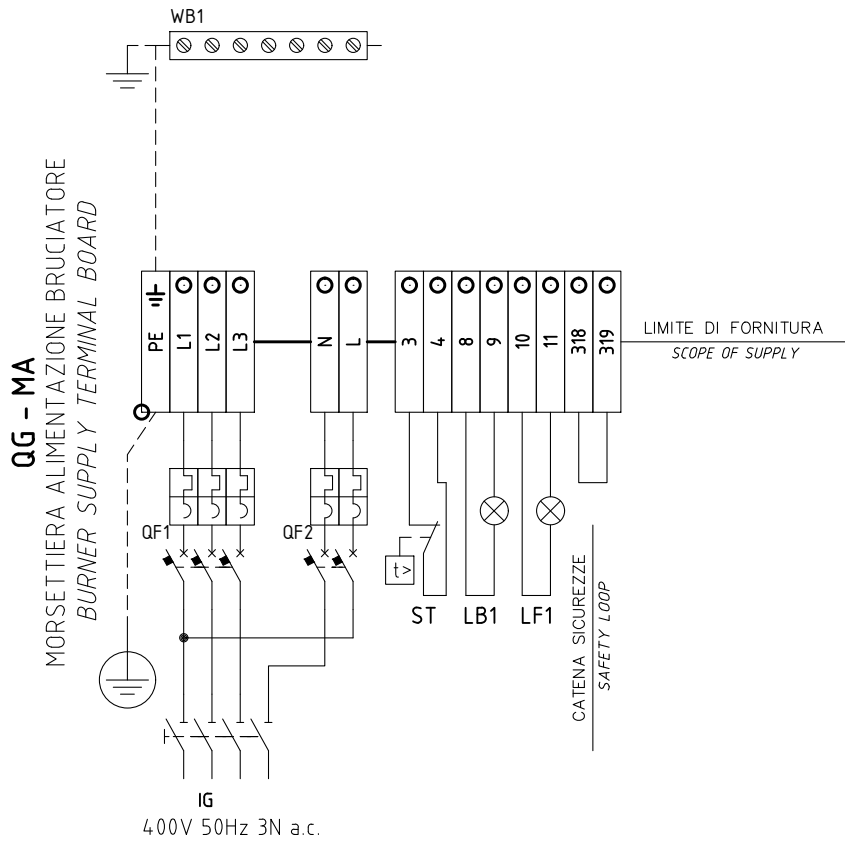 WB1
QG - MA
MORSETTIERA ALIMENTAZIONE BRUCIATORE
BURNER SUPPLY TERMINAL BOARD
PE
L1
L2
L3
N
L
3
4
8
9
10
11
318
319
LIMITE DI FORNITURA
SCOPE OF SUPPLY
QF1
QF2
t>
ST
LB1
LF1
CATENA SICUREZZE
SAFETY LOOP
IG
400V 50Hz 3N a.c.